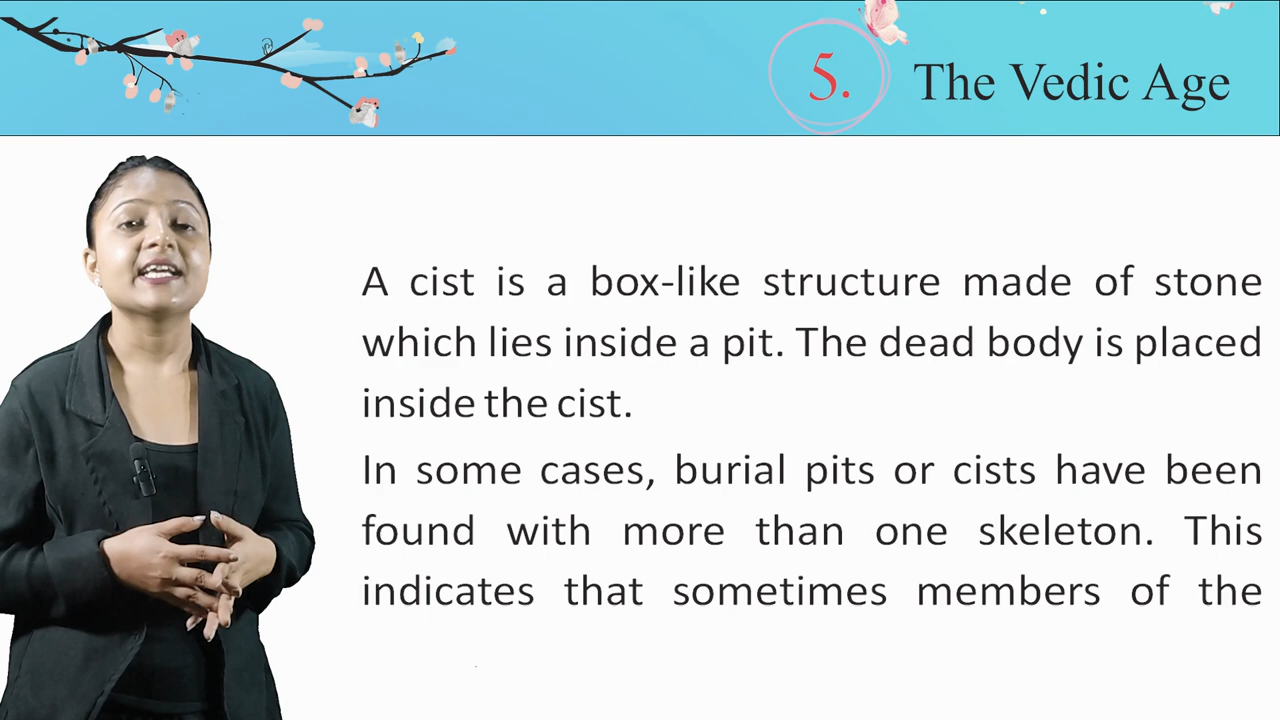 5. The Vedic Age
A cist is a box-like structure made of stone
which lies inside a pit. The dead body is placed
inside the cist.
In some cases, burial pits or cists have been
found with more than one skeleton. This
indicates that sometimes members of the